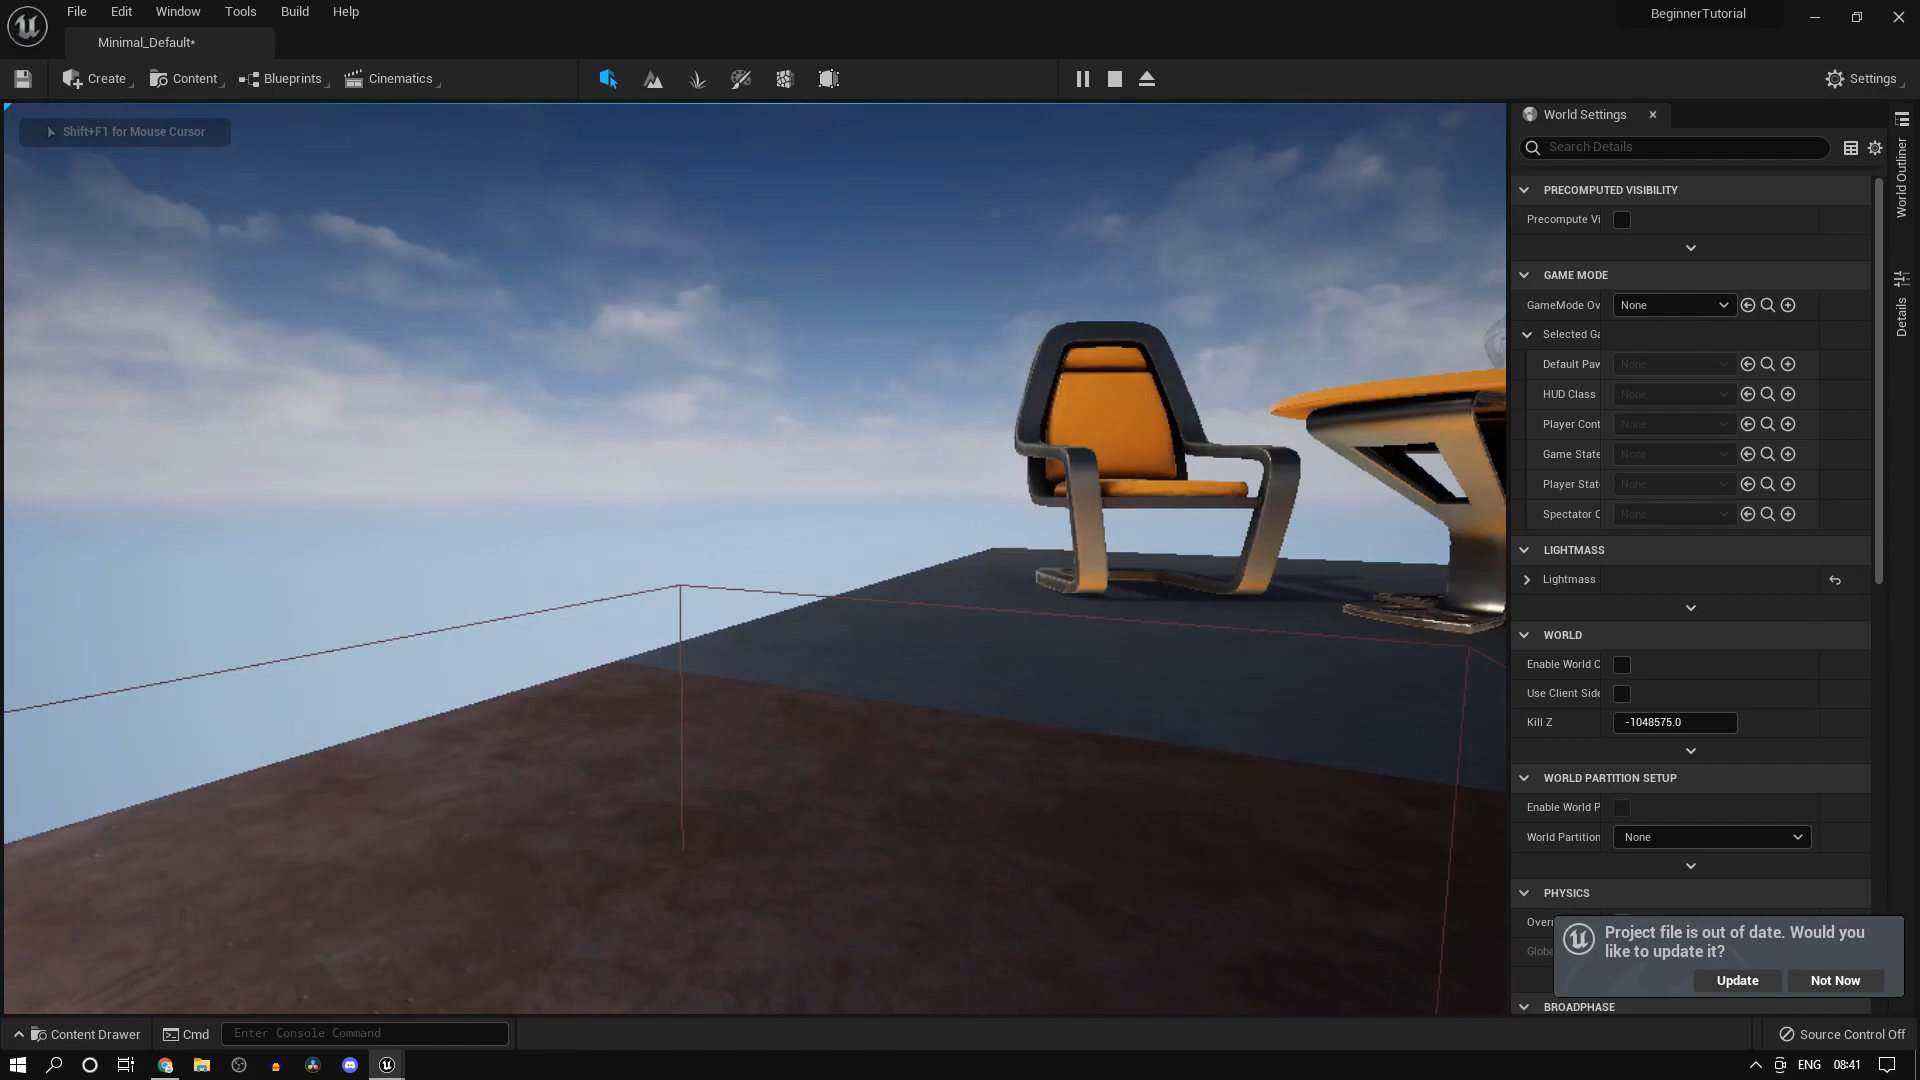 File Edit Window Tools Build Help
BeginnerTutorial
Minimal_Default*
Create Content Blueprints Cinematics
Settings
Shift+F1 for Mouse Cursor
World Settings
Search Details
PRECOMPUTED VISIBILITY
Precompute Vi
GAME MODE
GameMode Ov None
Selected Ga
Default Paw None
HUD Class None
Player Cont None
Game State None
Player Stat None
Spectator C None
LIGHTMASS
Lightmass
WORLD
Enable World C
Use Client Side
Kill Z -1048575.0
WORLD PARTITION SETUP
Enable World P
World Partition None
PHYSICS
Overr
Globa
BROADPHASE
World Outliner
Details
Project file is out of date. Would you
like to update it?
Update Not Now
Content Drawer Cmd Enter Console Command
Source Control Off
ENG 08:41